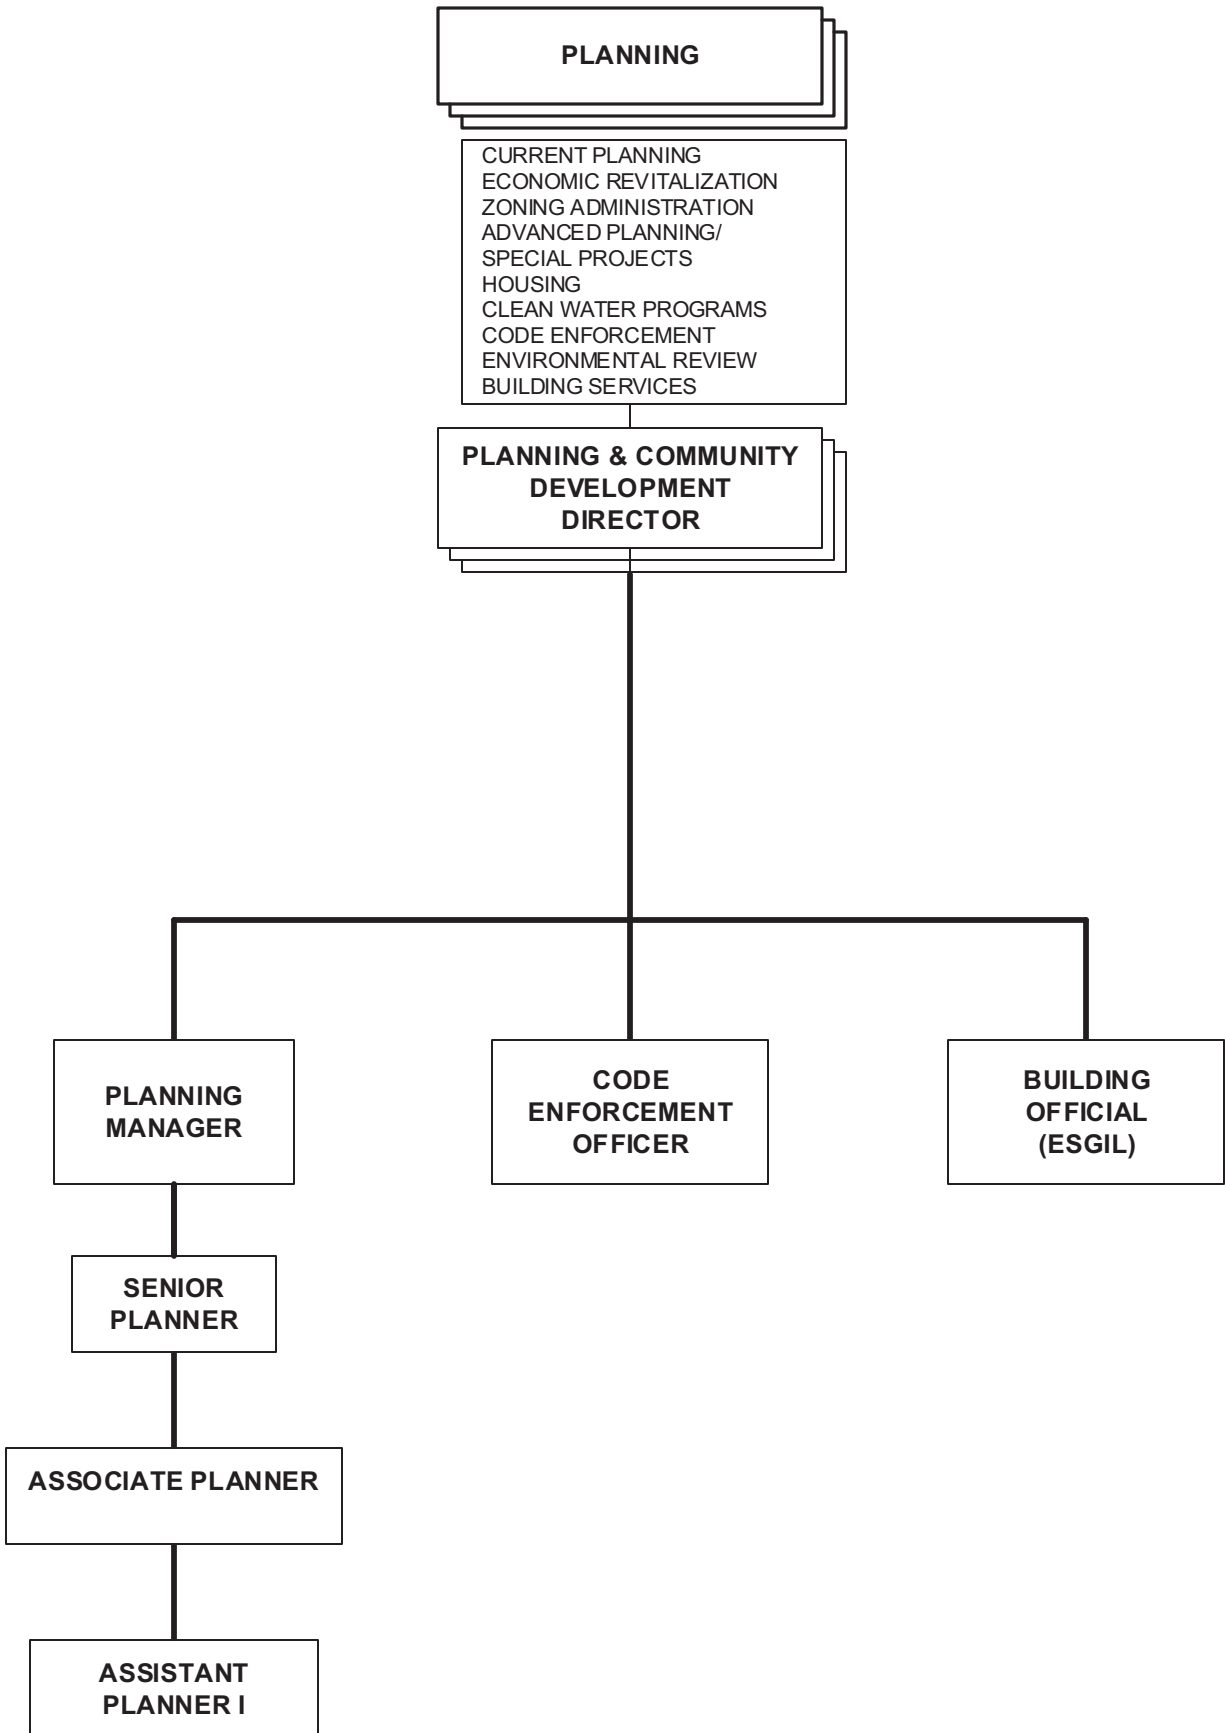 PLANNING
CURRENT PLANNING
ECONOMIC REVITALIZATION
ZONING ADMINISTRATION
ADVANCED PLANNING/
SPECIAL PROJECTS
HOUSING
CLEAN WATER PROGRAMS
CODE ENFORCEMENT
ENVIRONMENTAL REVIEW
BUILDING SERVICES
PLANNING & COMMUNITY
DEVELOPMENT
DIRECTOR
PLANNING
MANAGER
CODE
ENFORCEMENT
OFFICER
BUILDING
OFFICIAL
(ESGIL)
SENIOR
PLANNER
ASSOCIATE PLANNER
ASSISTANT
PLANNER I